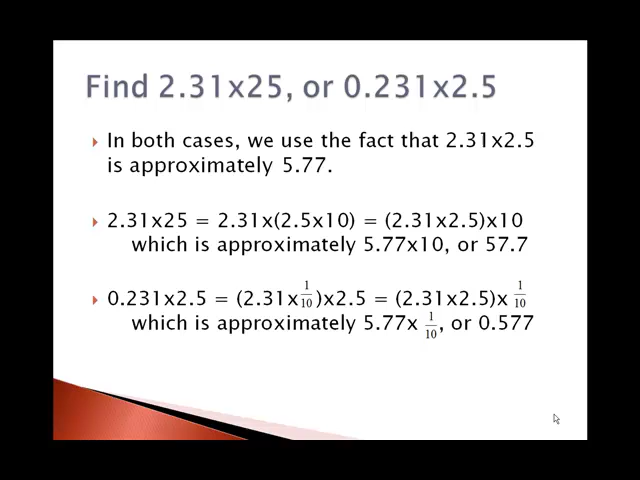 Find 2.31x25, or 0.231x2.5
In both cases, we use the fact that 2.31x2.5
is approximately 5.77.
2.31x25 = 2.31x(2.5x10) = (2.31x2.5)x10
which is approximately 5.77x10, or 57.7
0.231x2.5 = (2.31x1/10)x2.5 = (2.31x2.5)x 1/10
which is approximately 5.77x 1/10, or 0.577